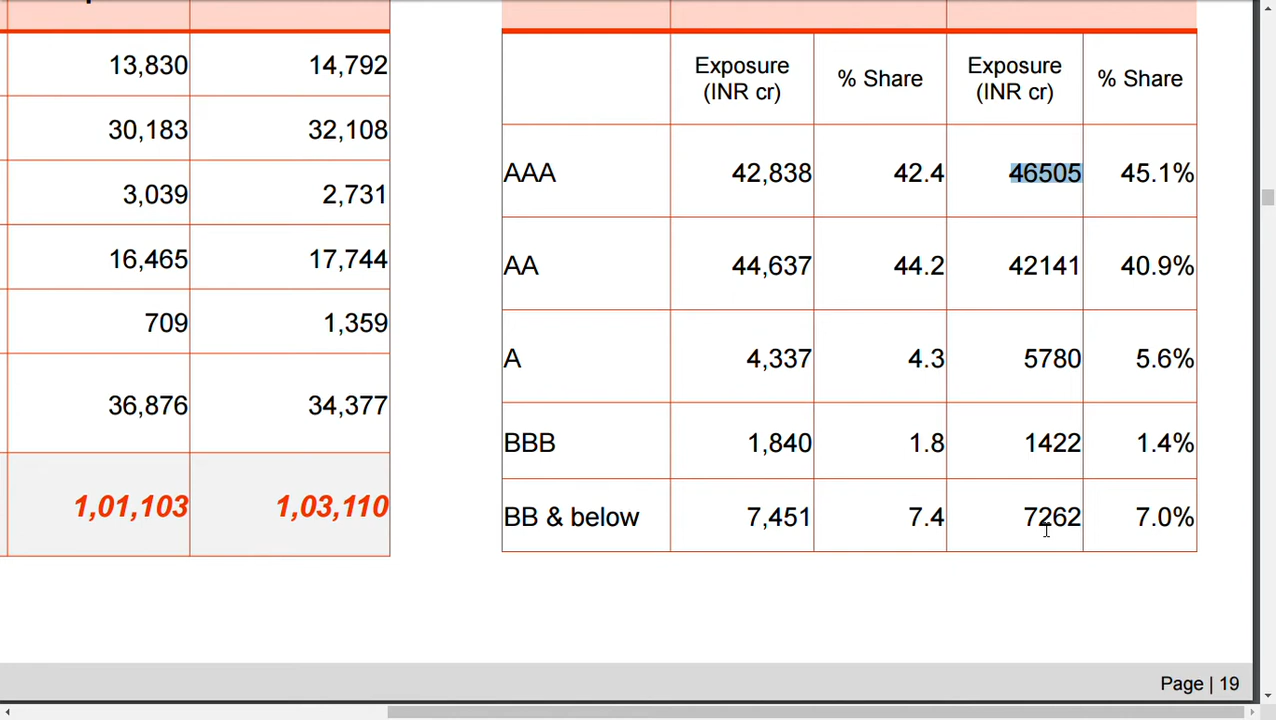 13,830 14,792
30,183 32,108
3,039 2,731
16,465 17,744
709 1,359
36,876 34,377
1,01,103 1,03,110
Exposure (INR cr) % Share Exposure (INR cr) % Share
AAA 42,838 42.4 46505 45.1%
AA 44,637 44.2 42141 40.9%
A 4,337 4.3 5780 5.6%
BBB 1,840 1.8 1422 1.4%
BB & below 7,451 7.4 7262 7.0%
Page | 19